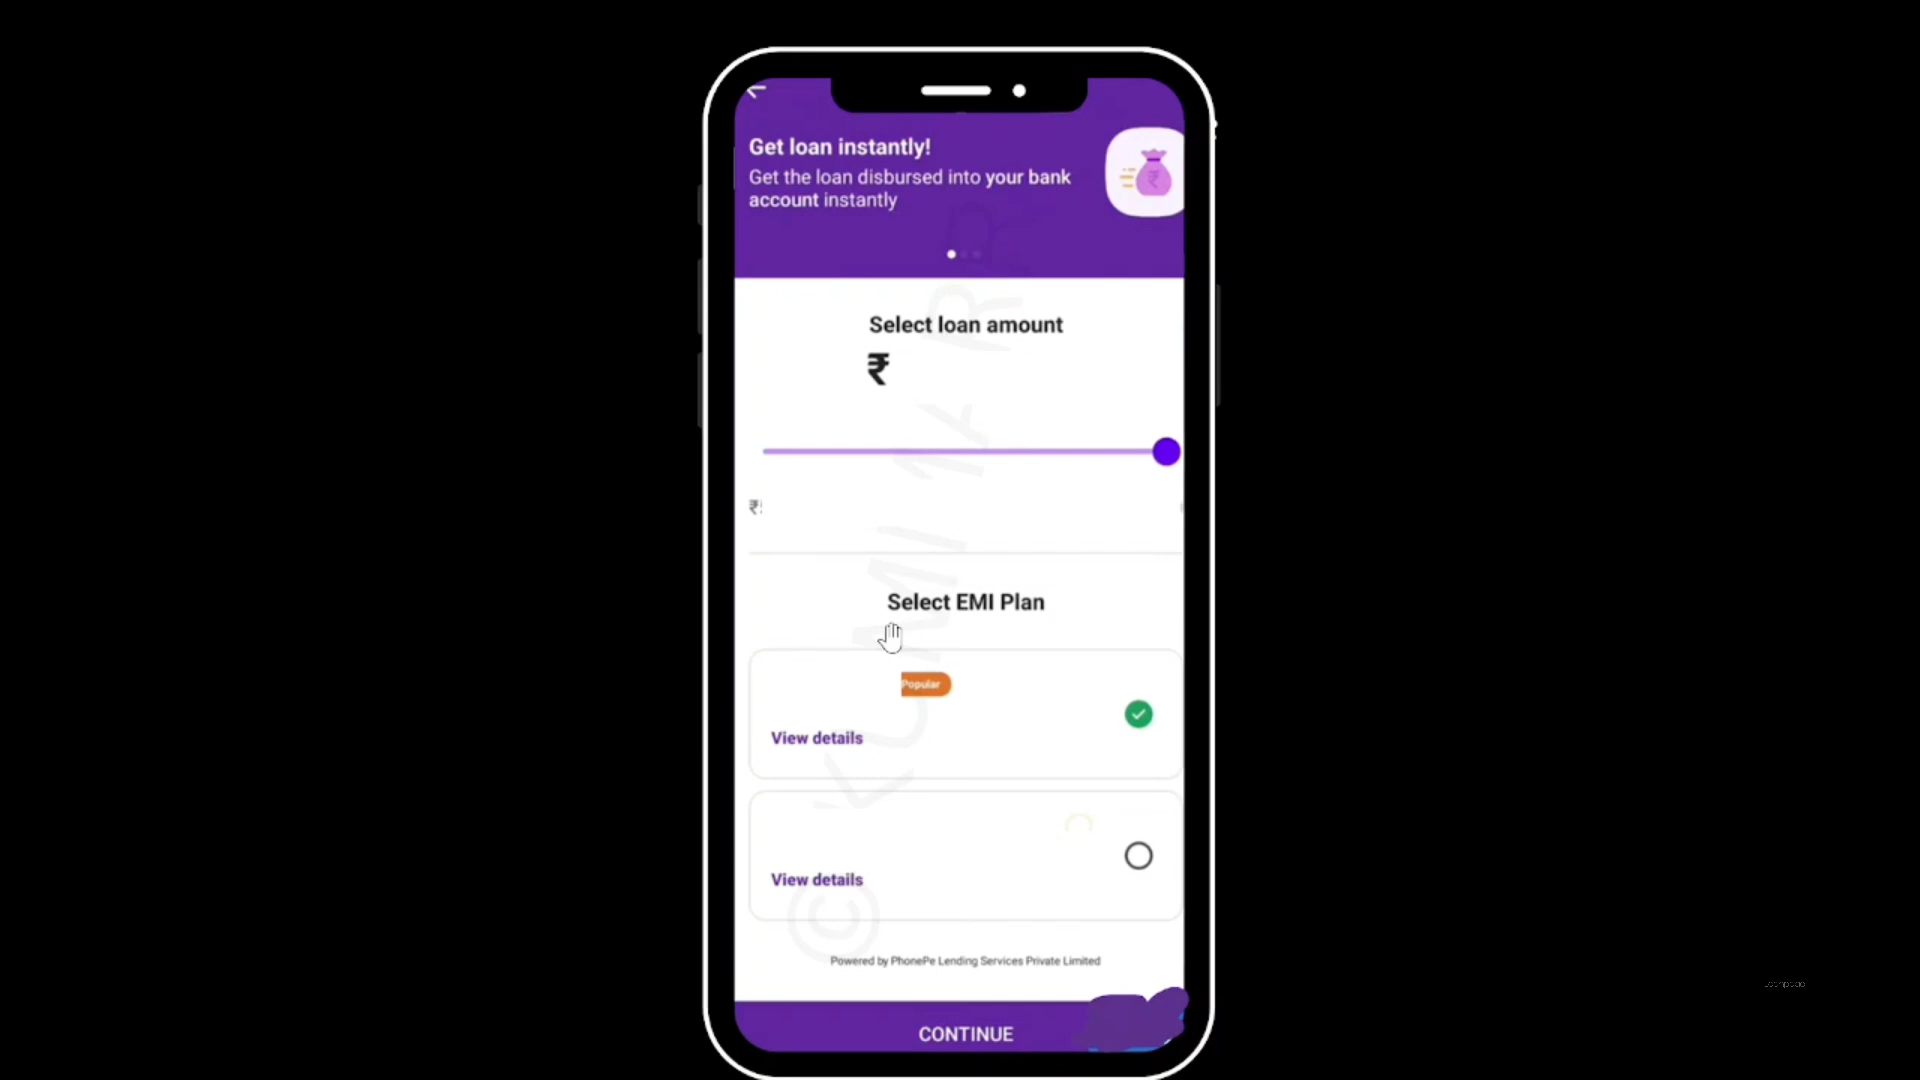 Get loan instantly!
Get the loan disbursed into your bank
account instantly
Select loan amount
₹
Select EMI Plan
Popular
View details
View details
Powered by PhonePe Lending Services Private Limited
CONTINUE